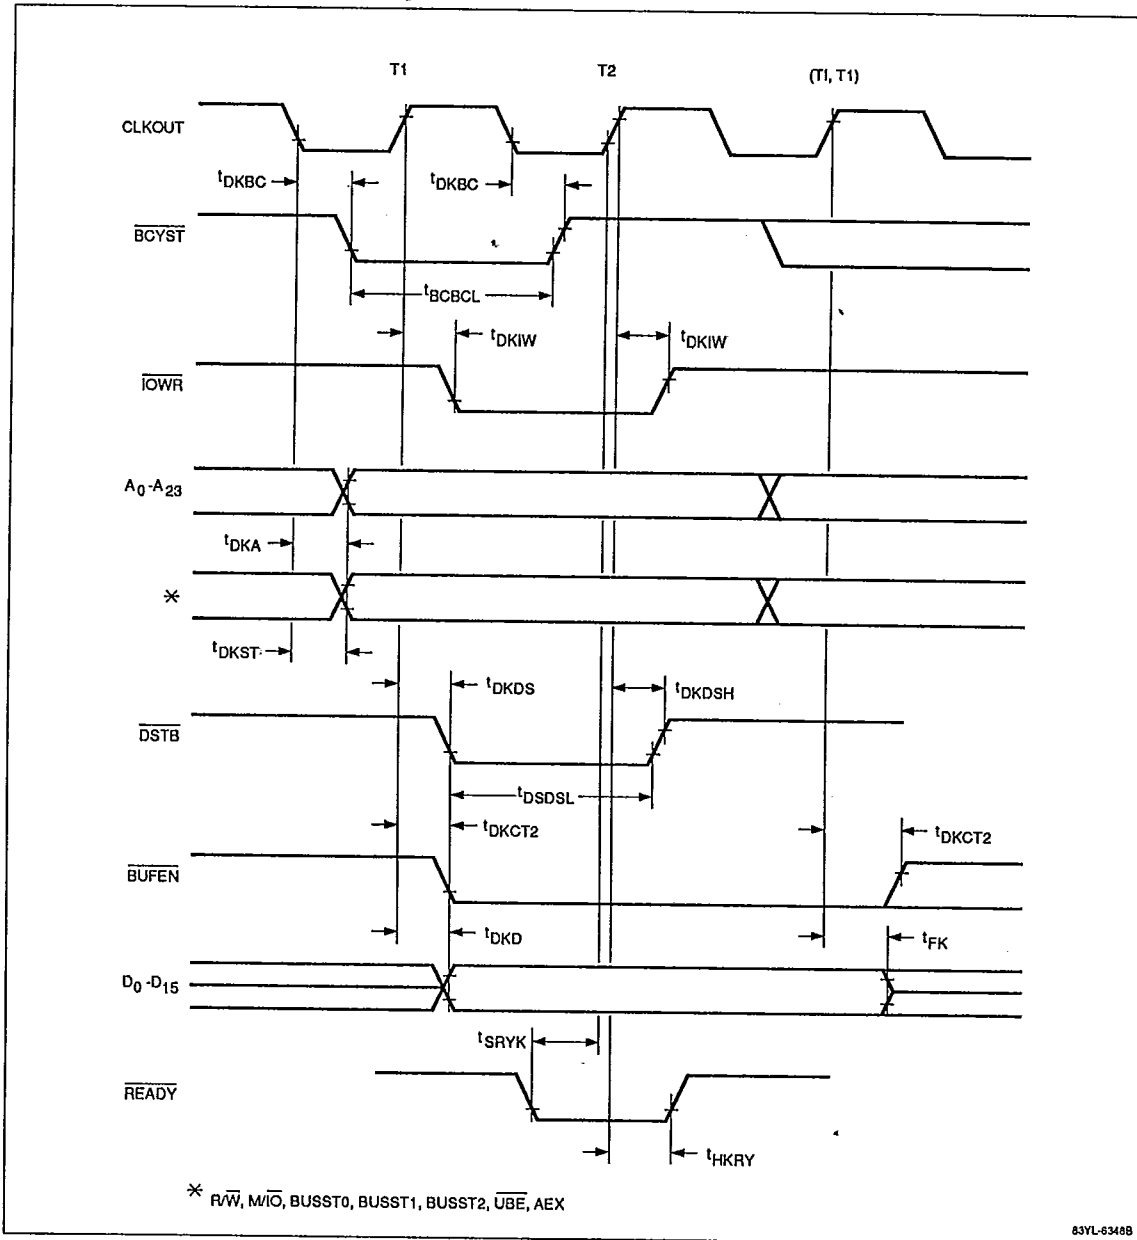 T1 T2 (TI, T1)
CLKOUT
tDKBC tDKBC
BCYST
tBCBCL
tDKIW tDKIW
IOWR
A0-A23
tDKA
*
tDKST
tDKDS tDKDSH
DSTB
tDSDSL
tDKCT2 tDKCT2
BUFEN
tDKD tFK
D0-D15
tSRYK
READY
tHKRY
* R/W, M/IO, BUSST0, BUSST1, BUSST2, UBE, AEX
83YL-6348B